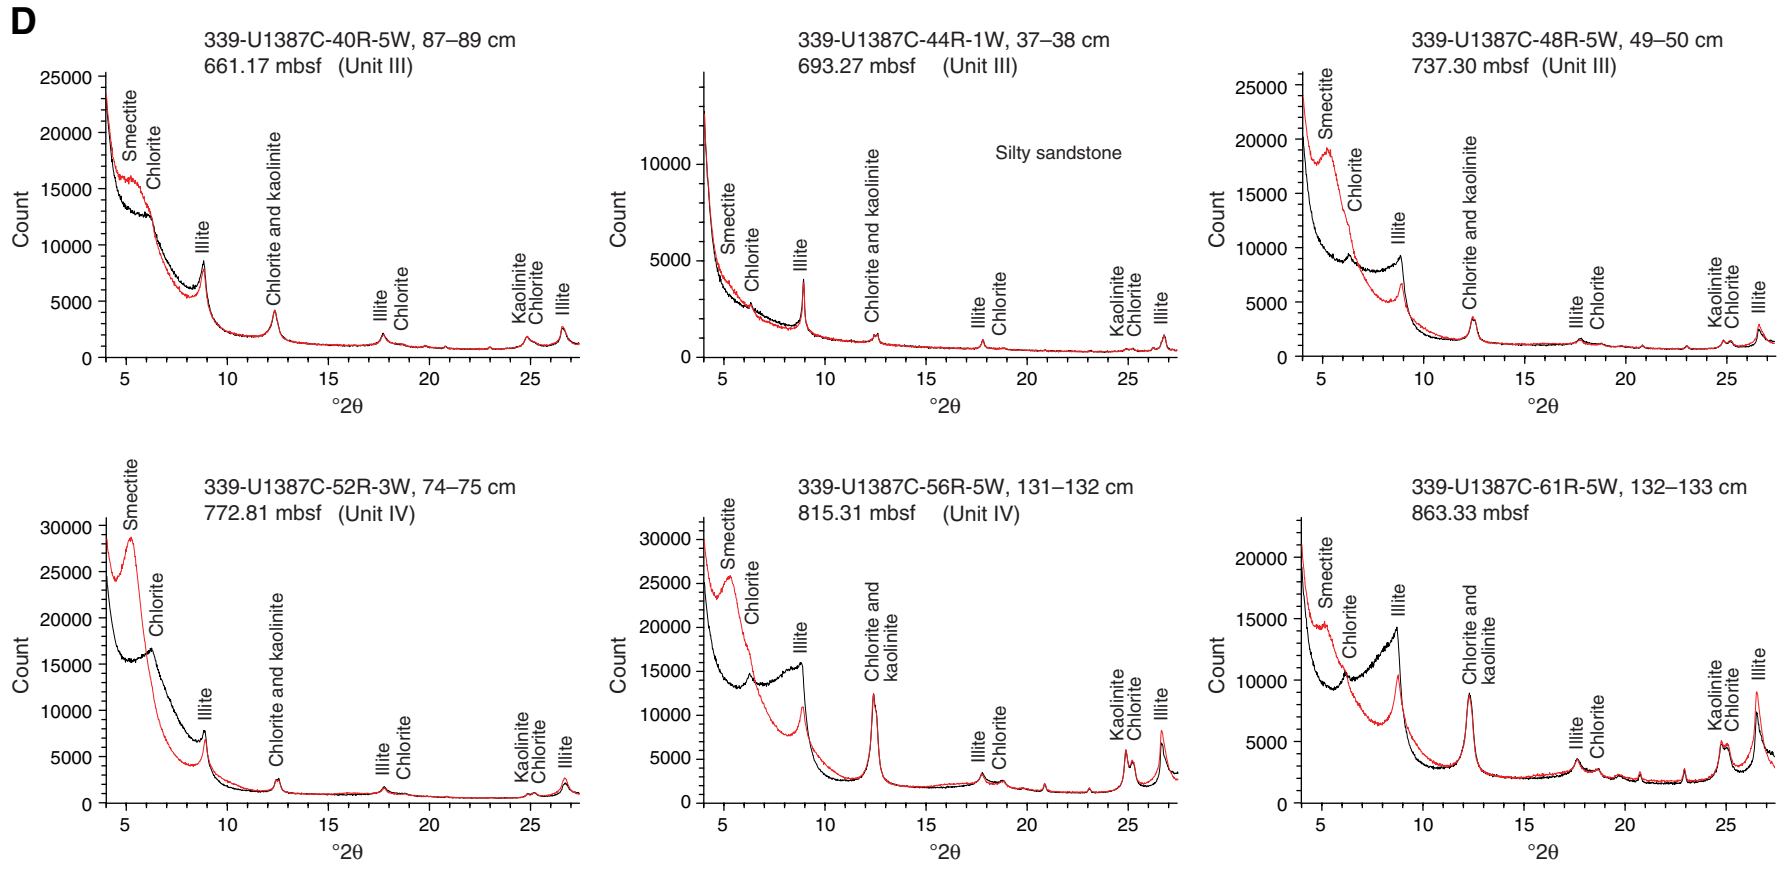 D
339-U1387C-40R-5W, 87–89 cm
661.17 mbsf (Unit III)
25000
20000
15000
10000
5000
0
Count
Smectite
Chlorite
Illite
Chlorite and kaolinite
Illite
Chlorite
Kaolinite
Chlorite
Illite
5
10
15
20
25
°2θ
339-U1387C-44R-1W, 37–38 cm
693.27 mbsf (Unit III)
Silty sandstone
10000
5000
0
Count
Smectite
Chlorite
Illite
Chlorite and kaolinite
Illite
Chlorite
Kaolinite
Chlorite
Illite
5
10
15
20
25
°2θ
339-U1387C-48R-5W, 49–50 cm
737.30 mbsf (Unit III)
25000
20000
15000
10000
5000
0
Count
Smectite
Chlorite
Illite
Chlorite and kaolinite
Illite
Chlorite
Kaolinite
Chlorite
Illite
5
10
15
20
25
°2θ
339-U1387C-52R-3W, 74–75 cm
772.81 mbsf (Unit IV)
30000
25000
20000
15000
10000
5000
0
Count
Smectite
Chlorite
Illite
Chlorite and kaolinite
Illite
Chlorite
Kaolinite
Chlorite
Illite
5
10
15
20
25
°2θ
339-U1387C-56R-5W, 131–132 cm
815.31 mbsf (Unit IV)
30000
25000
20000
15000
10000
5000
0
Count
Smectite
Chlorite
Illite
Chlorite and
kaolinite
Illite
Chlorite
Kaolinite
Chlorite
Illite
5
10
15
20
25
°2θ
339-U1387C-61R-5W, 132–133 cm
863.33 mbsf
20000
15000
10000
5000
0
Count
Smectite
Chlorite
Illite
Chlorite and
kaolinite
Illite
Chlorite
Kaolinite
Chlorite
Illite
5
10
15
20
25
°2θ